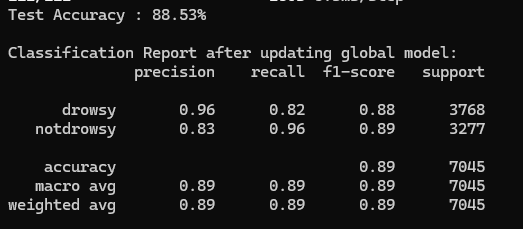 Test Accuracy : 88.53%
Classification Report after updating global model:
precision recall f1-score support
drowsy 0.96 0.82 0.88 3768
notdrowsy 0.83 0.96 0.89 3277
accuracy 0.89 7045
macro avg 0.89 0.89 0.89 7045
weighted avg 0.89 0.89 0.89 7045